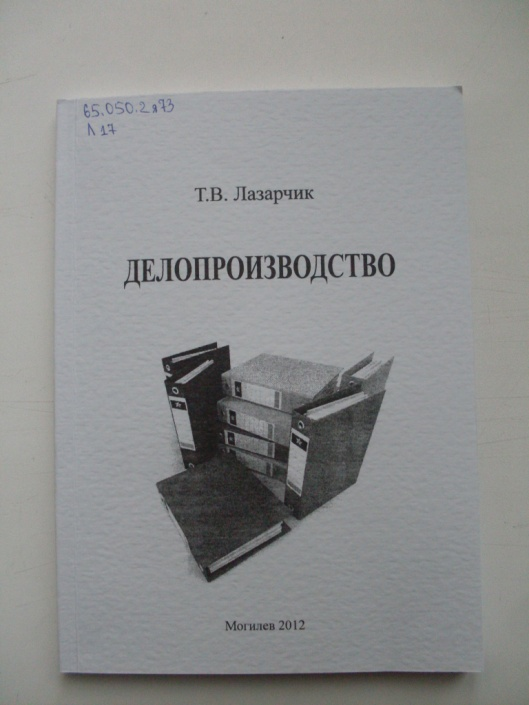 65.050.2я73
Л 17
Т.В. Лазарчик
ДЕЛОПРОИЗВОДСТВО
Могилев 2012